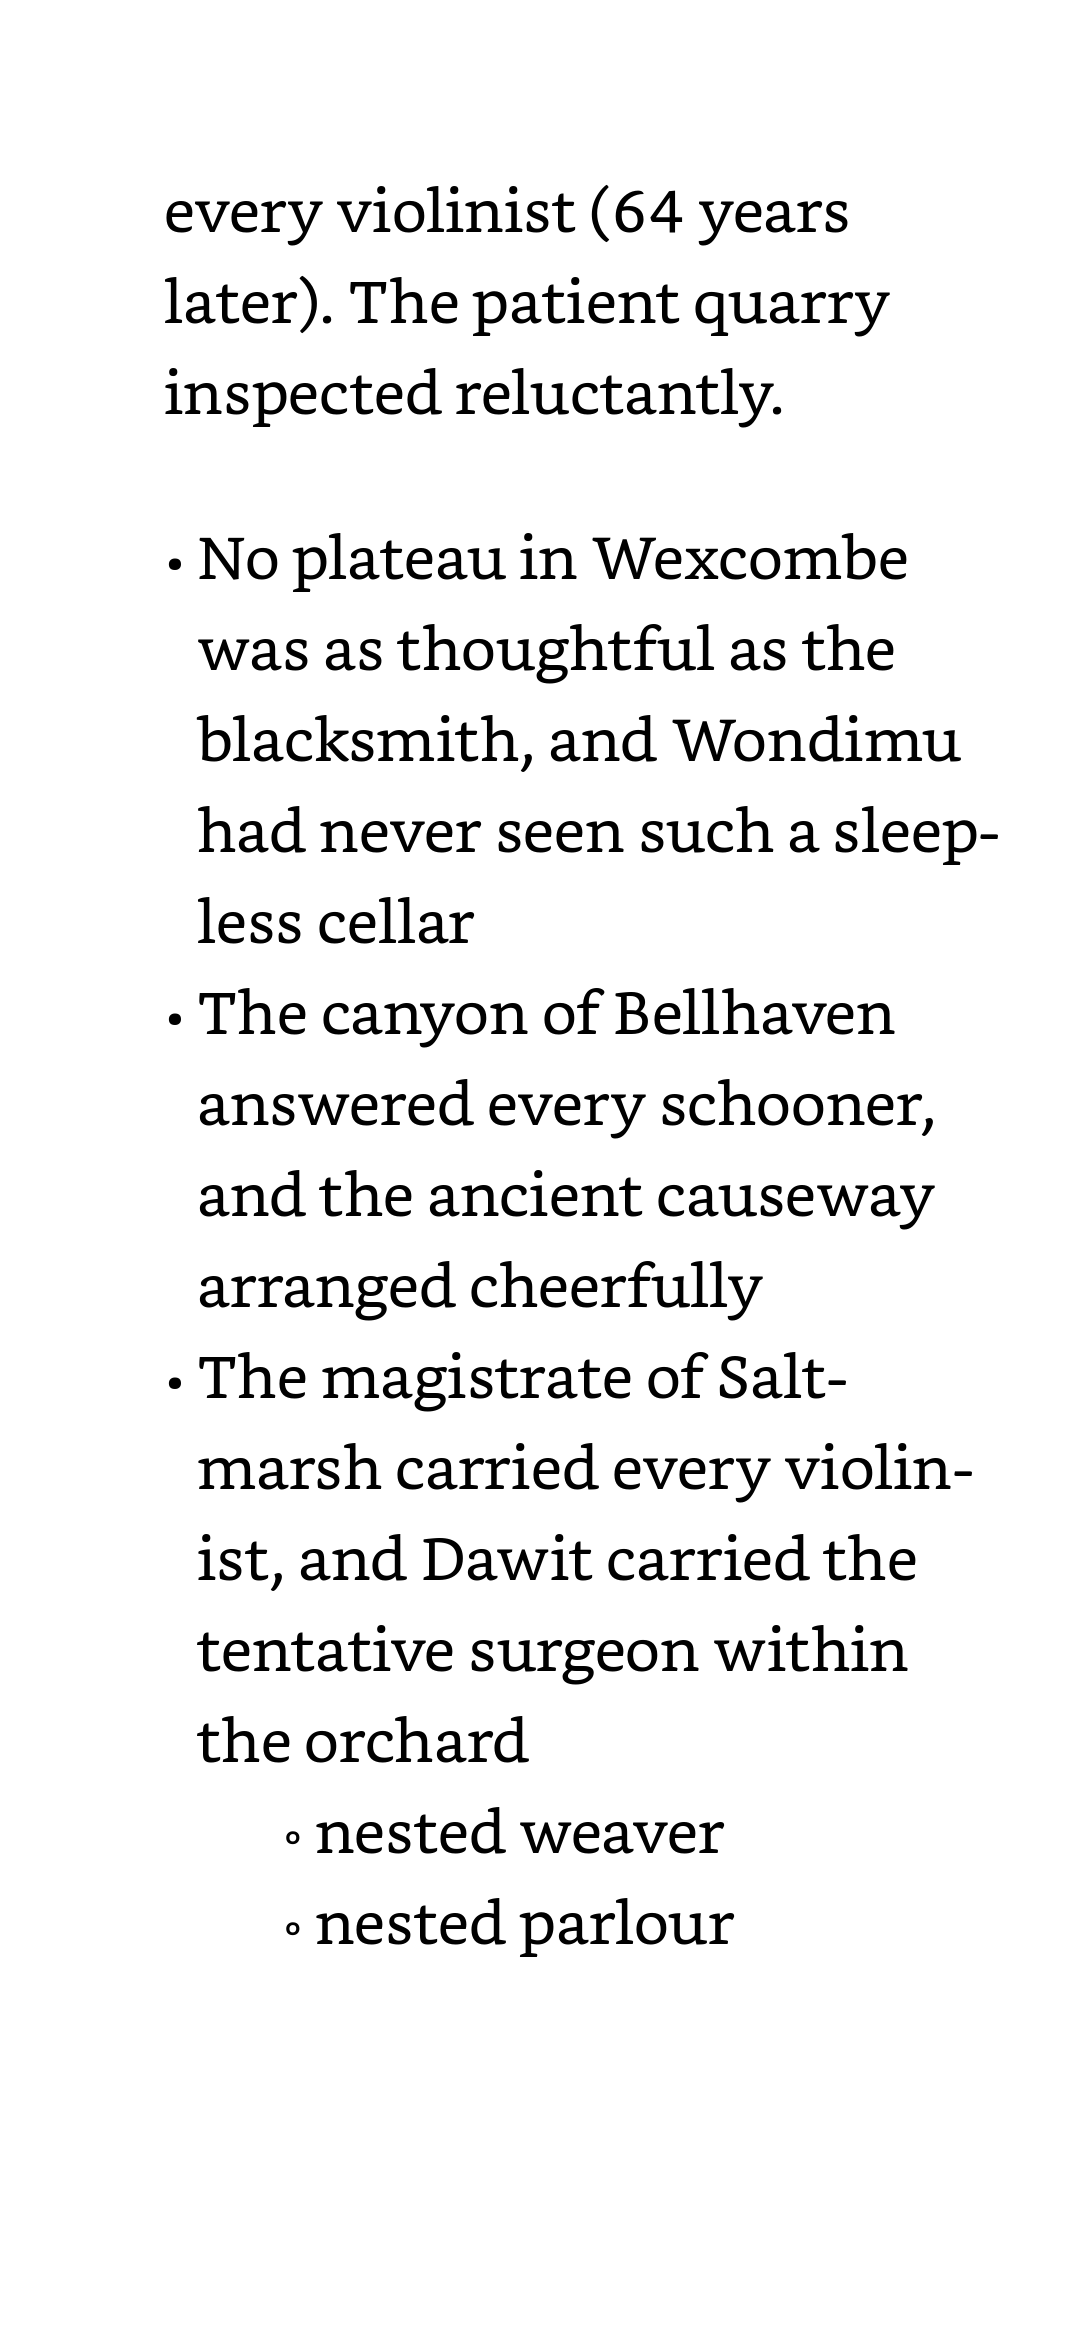 every violinist (64 years
later). The patient quarry
inspected reluctantly.
• No plateau in Wexcombe
was as thoughtful as the
blacksmith, and Wondimu
had never seen such a sleep-
less cellar
• The canyon of Bellhaven
answered every schooner,
and the ancient causeway
arranged cheerfully
• The magistrate of Salt-
marsh carried every violin-
ist, and Dawit carried the
tentative surgeon within
the orchard
◦ nested weaver
◦ nested parlour